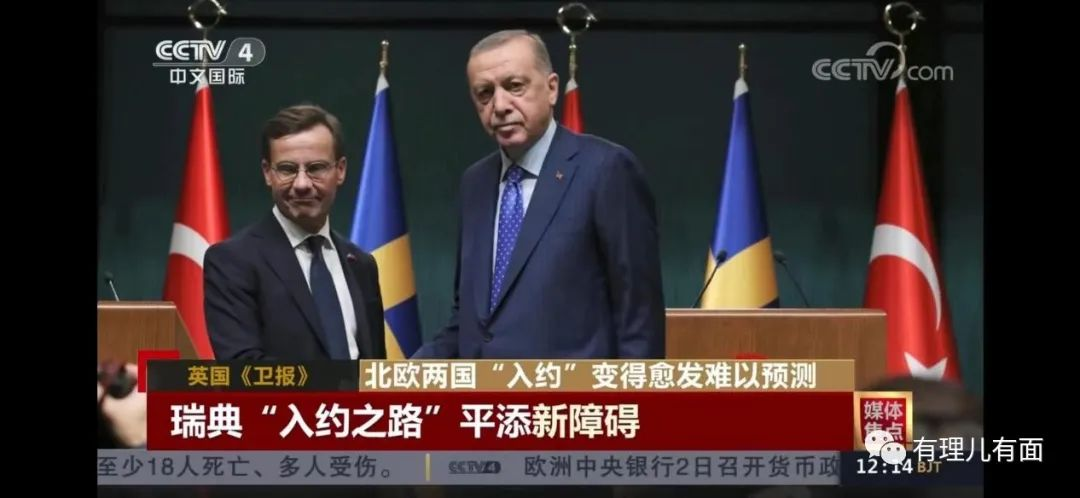 CCTV 4
中文国际
CCTV.com
英国《卫报》
北欧两国“入约”变得愈发难以预测
瑞典“入约之路”平添新障碍
媒体
焦点
有理儿有面
至少18人死亡、多人受伤。
CCTV 4
欧洲中央银行2日召开货币政
12:14 BJT